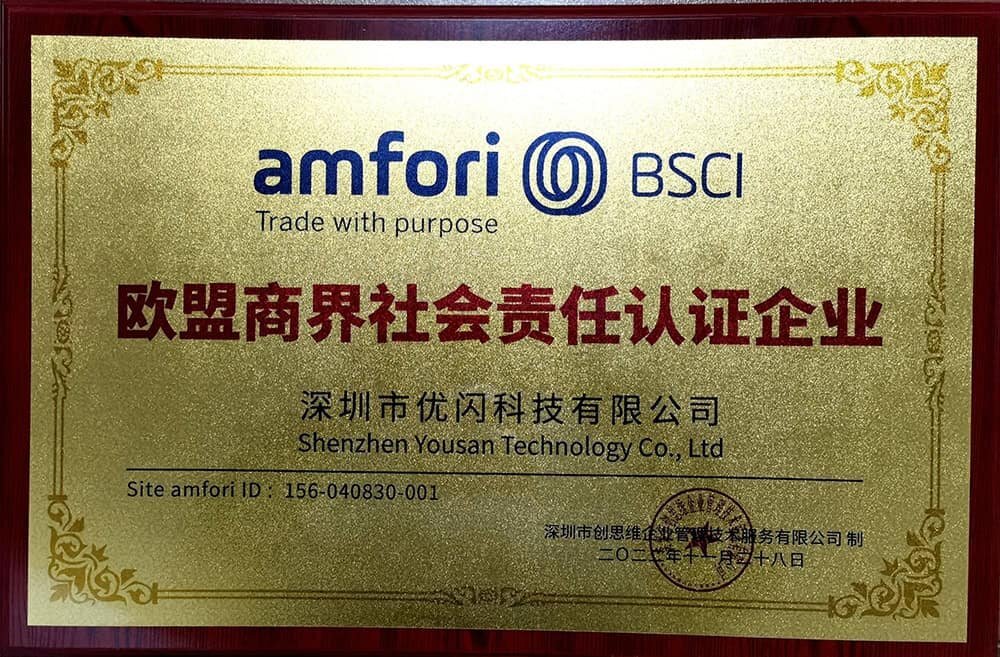 amfori BSCI
Trade with purpose
欧盟商界社会责任认证企业
深圳市优闪科技有限公司
Shenzhen Yousan Technology Co., Ltd
Site amfori ID : 156-040830-001
深圳市创思维企业管理技术服务有限公司 制
二〇二二年十一月二十八日